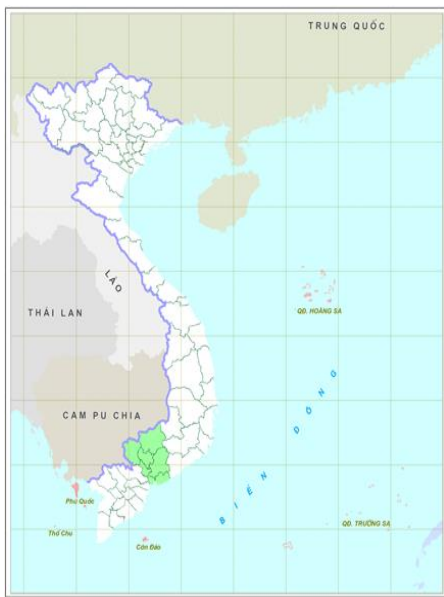 TRUNG QUỐC
LÀO
QĐ. HOÀNG SA
THÁI LAN
CAM PU CHIA
BIỂN ĐÔNG
Phú Quốc
QĐ. TRƯỜNG SA
Thổ Chu
Côn Đảo